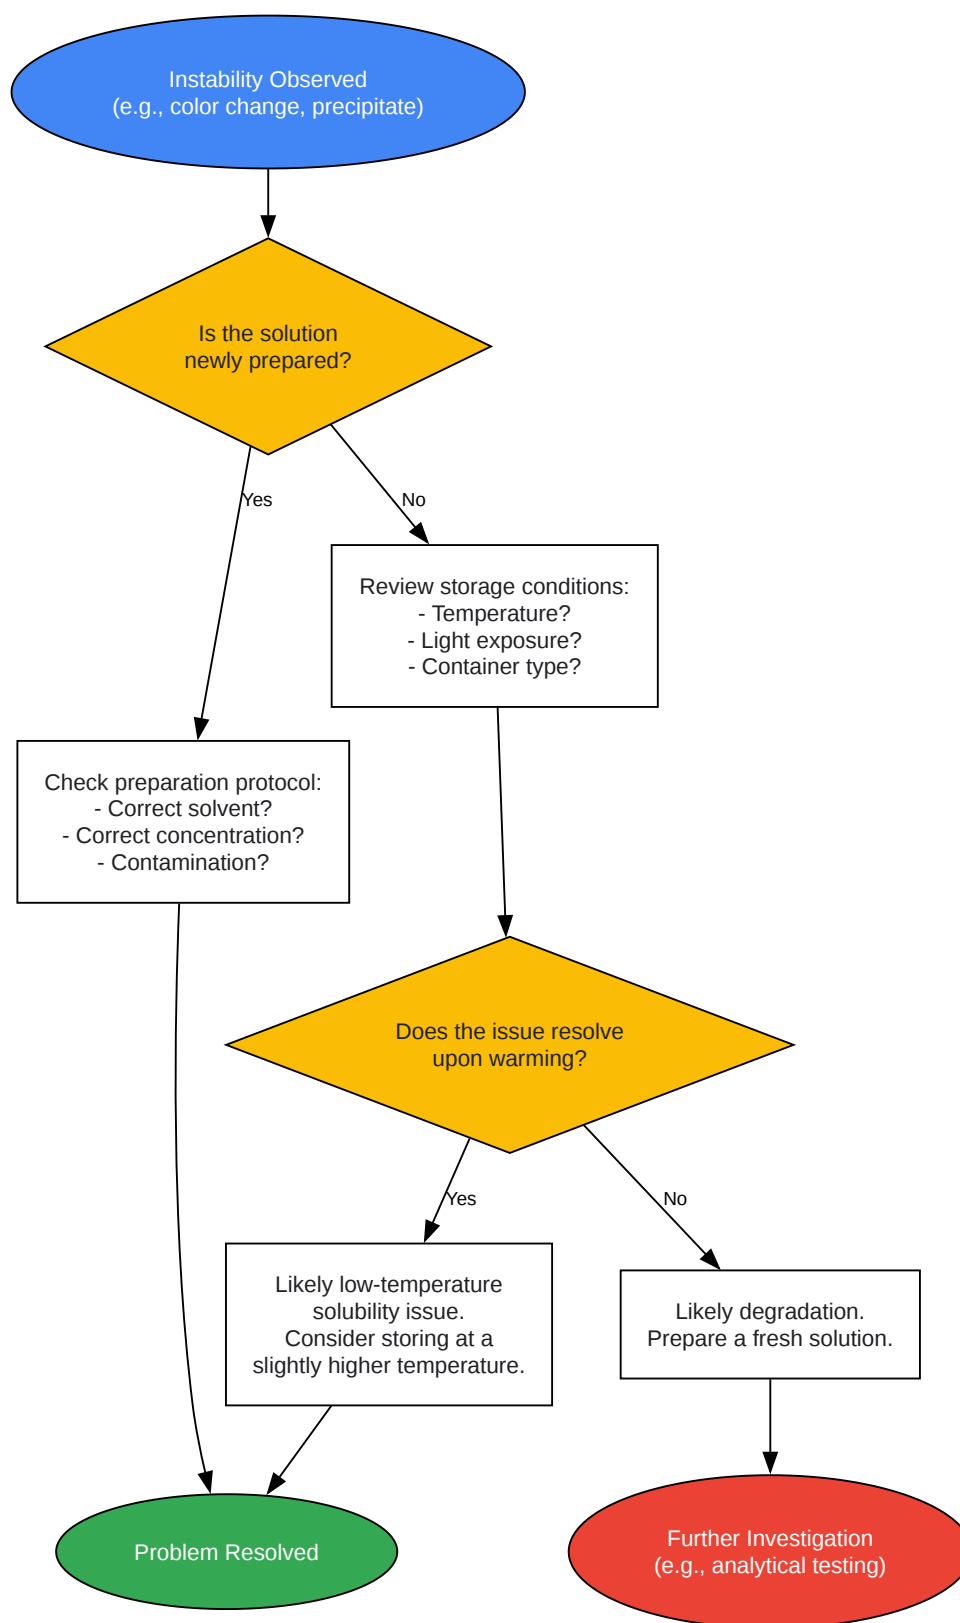 Instability Observed
(e.g., color change, precipitate)
Is the solution
newly prepared?
Yes
No
Review storage conditions:
- Temperature?
- Light exposure?
- Container type?
Check preparation protocol:
- Correct solvent?
- Correct concentration?
- Contamination?
Does the issue resolve
upon warming?
Yes
No
Likely low-temperature
solubility issue.
Consider storing at a
slightly higher temperature.
Likely degradation.
Prepare a fresh solution.
Problem Resolved
Further Investigation
(e.g., analytical testing)